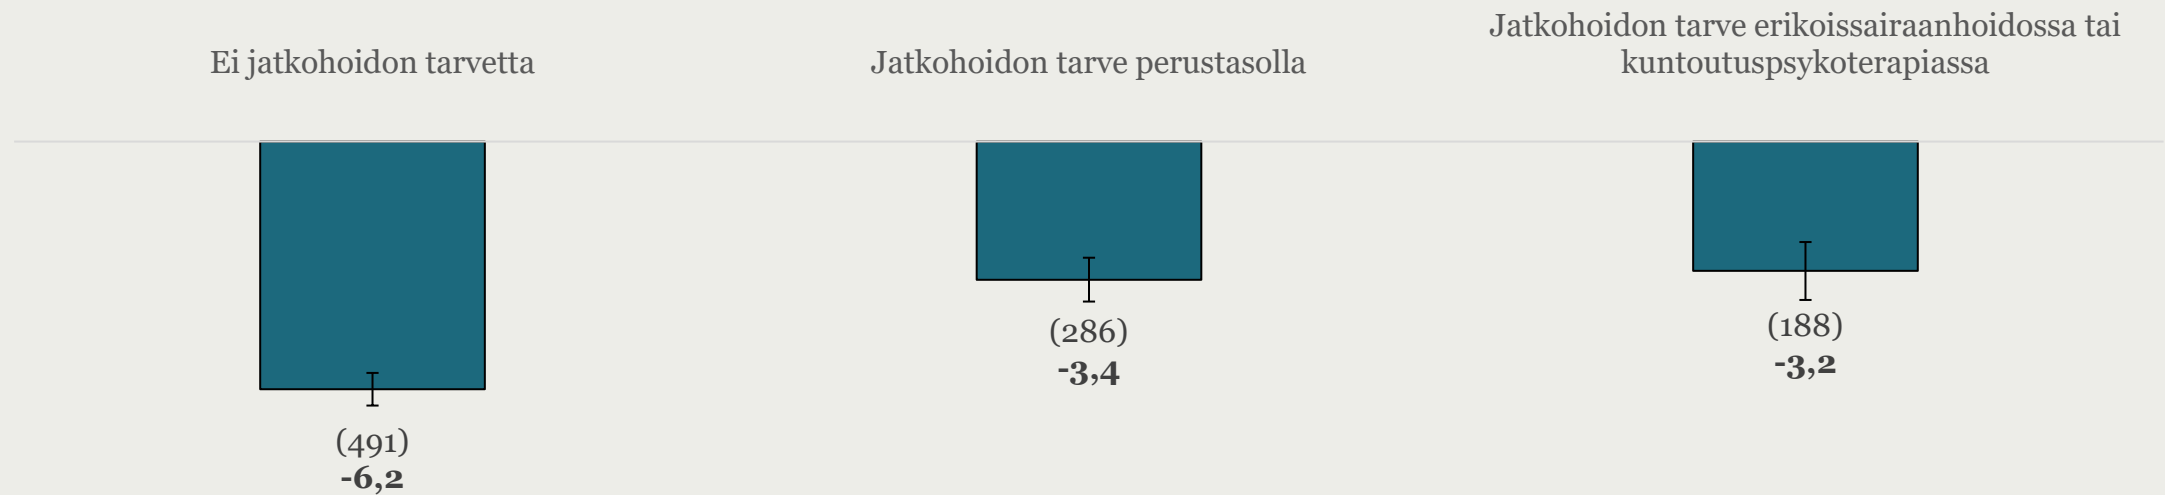 Ei jatkohoidon tarvetta
Jatkohoidon tarve perustasolla
Jatkohoidon tarve erikoissairaanhoidossa tai
kuntoutuspsykoterapiassa
(491)
-6,2
(286)
-3,4
(188)
-3,2